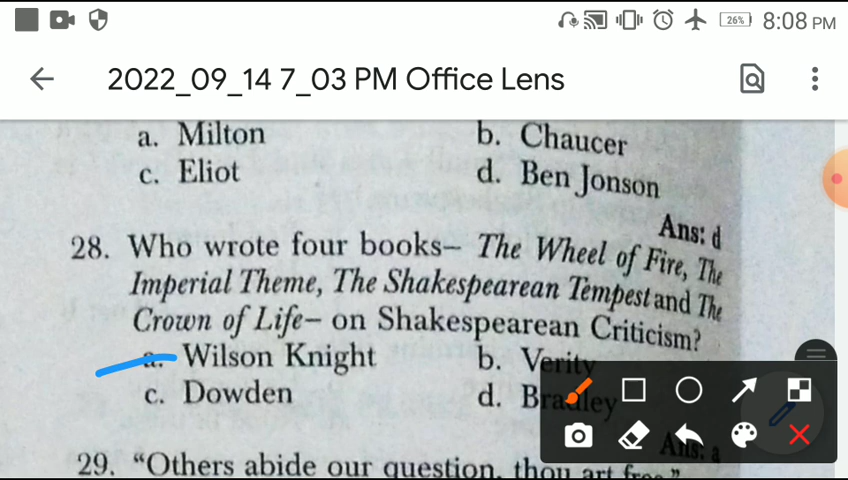 26% 8:08 PM
2022_09_14 7_03 PM Office Lens
a. Milton b. Chaucer
c. Eliot d. Ben Jonson
Ans: d
28. Who wrote four books– The Wheel of Fire, The
Imperial Theme, The Shakespearean Tempest and The
Crown of Life– on Shakespearean Criticism?
a. Wilson Knight b. Verity
c. Dowden d. Bradley
Ans: a
29. “Others abide our question, thou art free”